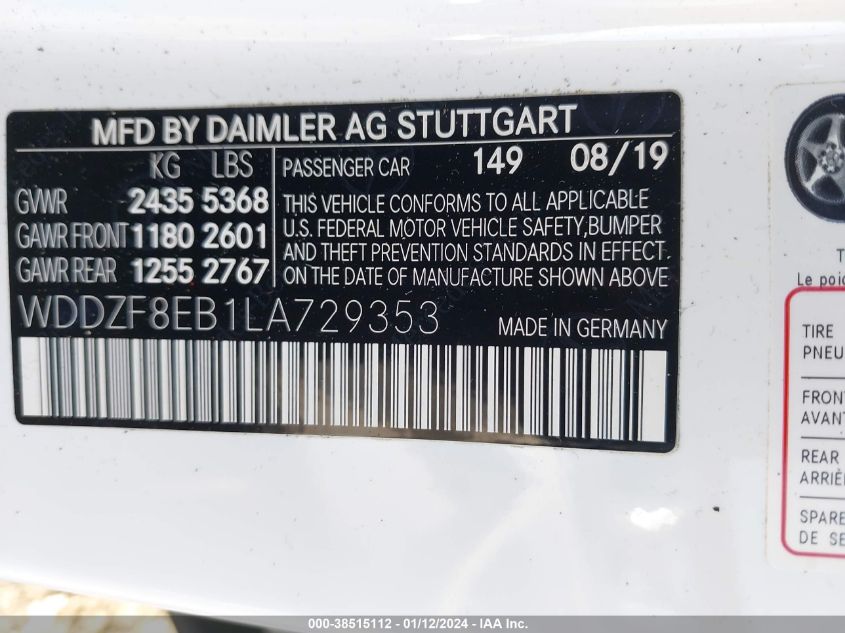 MFD BY DAIMLER AG STUTTGART
KG LBS
GVWR 2435 5368
GAWR FRONT 1180 2601
GAWR REAR 1255 2767
PASSENGER CAR 149 08/19
THIS VEHICLE CONFORMS TO ALL APPLICABLE
U.S. FEDERAL MOTOR VEHICLE SAFETY,BUMPER
AND THEFT PREVENTION STANDARDS IN EFFECT
ON THE DATE OF MANUFACTURE SHOWN ABOVE
WDDZF8EB1LA729353 MADE IN GERMANY
Le poi
TIRE
PNEU
FRON
AVANT
REAR
ARRIÈ
SPARE
DE SE
000-38515112 - 01/12/2024 - IAA Inc.